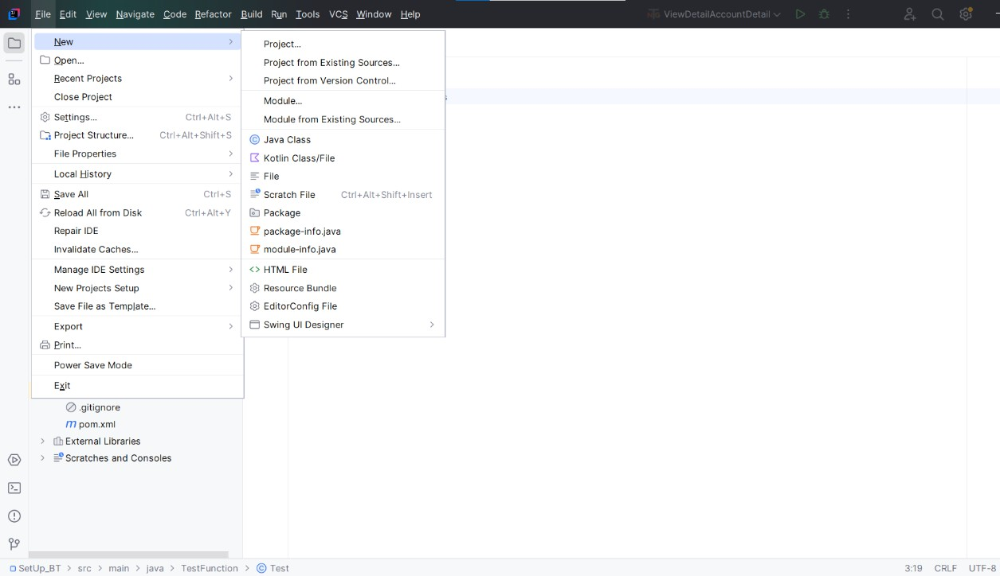 File Edit View Navigate Code Refactor Build Run Tools VCS Window Help ViewDetailAccountDetail
New
Open...
Recent Projects
Close Project
Settings... Ctrl+Alt+S
Project Structure... Ctrl+Alt+Shift+S
File Properties
Local History
Save All Ctrl+S
Reload All from Disk Ctrl+Alt+Y
Repair IDE
Invalidate Caches...
Manage IDE Settings
New Projects Setup
Save File as Template...
Export
Print...
Power Save Mode
Exit
Project...
Project from Existing Sources...
Project from Version Control...
Module...
Module from Existing Sources...
Java Class
Kotlin Class/File
File
Scratch File Ctrl+Alt+Shift+Insert
Package
package-info.java
module-info.java
HTML File
Resource Bundle
EditorConfig File
Swing UI Designer
.gitignore
pom.xml
External Libraries
Scratches and Consoles
SetUp_BT > src > main > java > TestFunction > Test 3:19 CRLF UTF-8